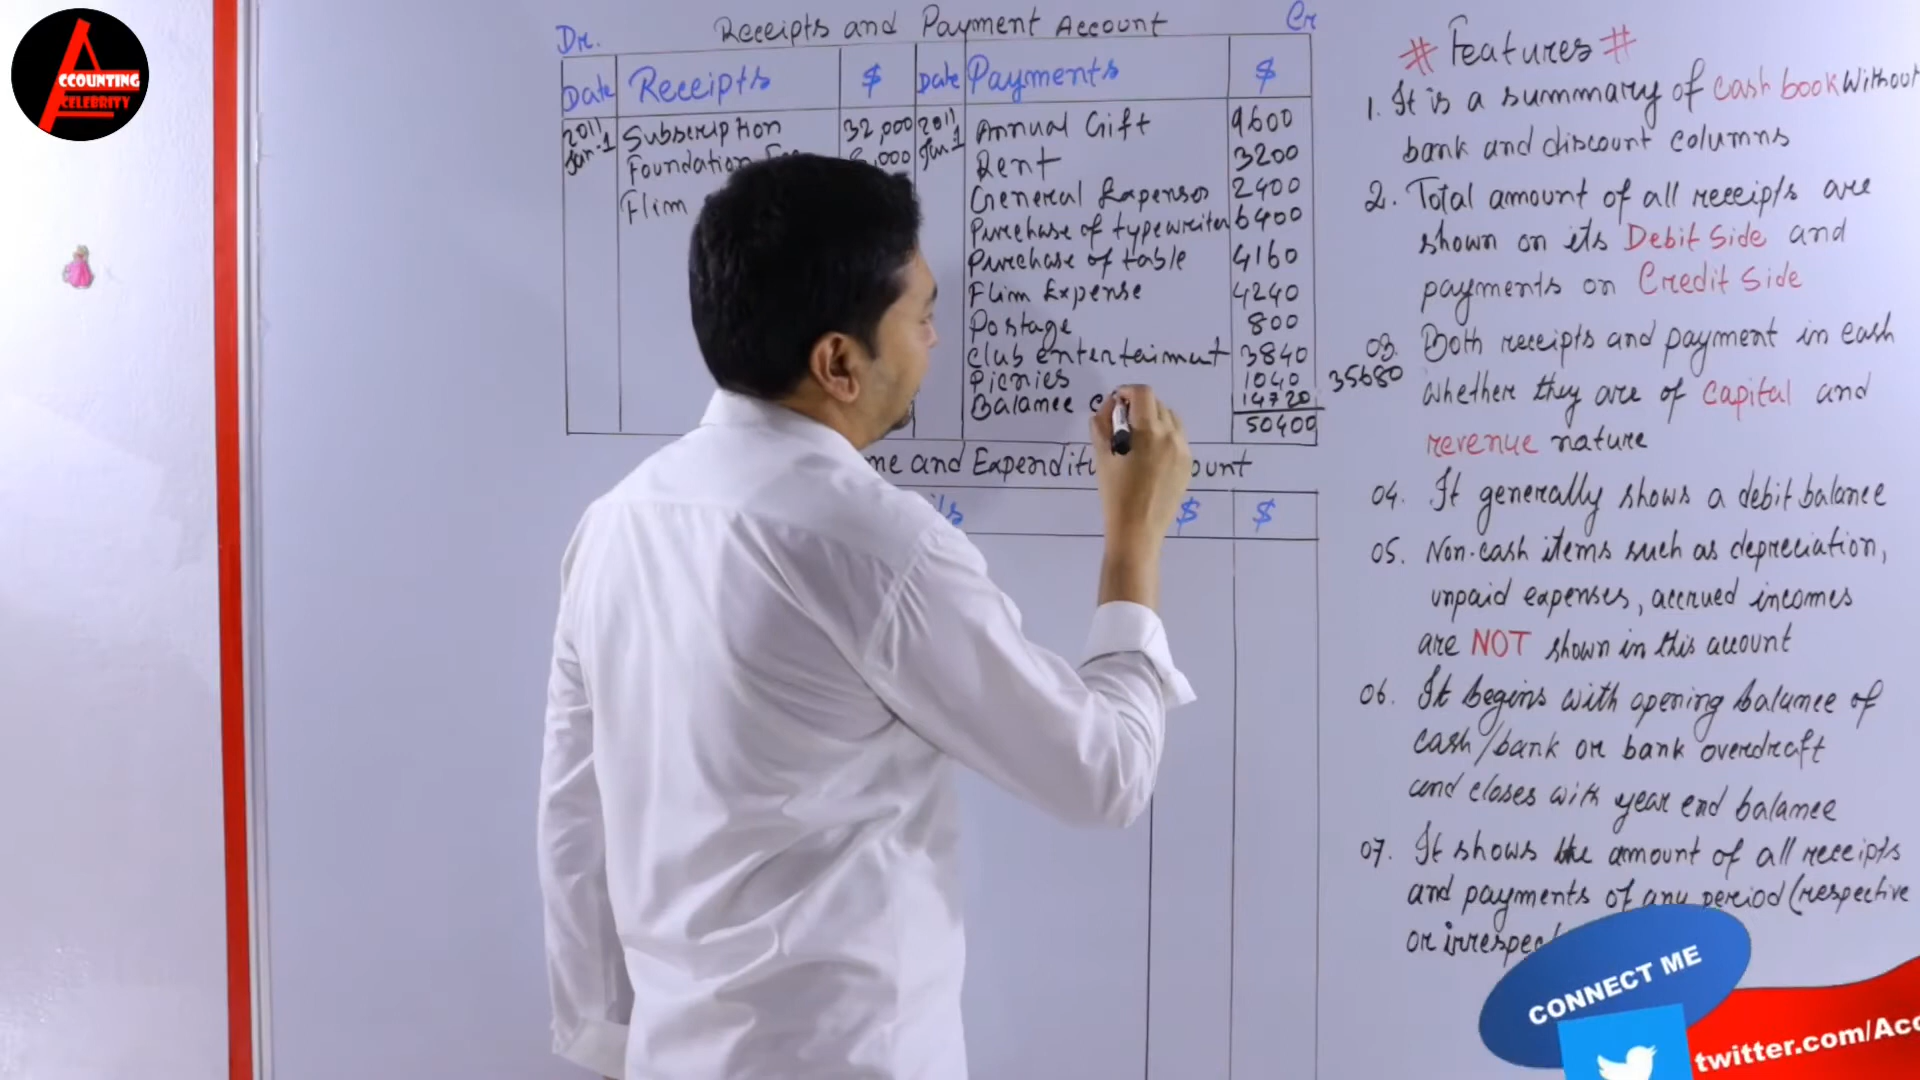 ACCOUNTING
CELEBRITY
Dr. Receipts and Payment Account Cr
Date Receipts $ Date Payments $
2011 Subscription 32,000 2011 Annual Gift 9600
Jan-1 Foundation ,000 Jan-1 Rent 3200
Flim General Expenses 2400
Purchase of typewriter 6400
Purchase of table 4160
Flim Expense 4240
Postage 800
Club entertainment 3840
Picnies 1040 35680
Balance 14720
50400
me and Expenditu ount
ls $ $
# Features #
1. It is a summary of cash book without
bank and discount columns
2. Total amount of all receipts are
shown on its Debit Side and
payments on Credit Side
03. Both receipts and payment in cash
whether they are of capital and
revenue nature
04. It generally shows a debit balance
05. Non-cash items such as depreciation,
unpaid expenses, accrued incomes
are NOT shown in this account
06. It begins with opening balance of
cash/bank or bank overdraft
and closes with year end balance
07. It shows the amount of all receipts
and payments of any period (respective
or irrespect
CONNECT ME
twitter.com/Acc